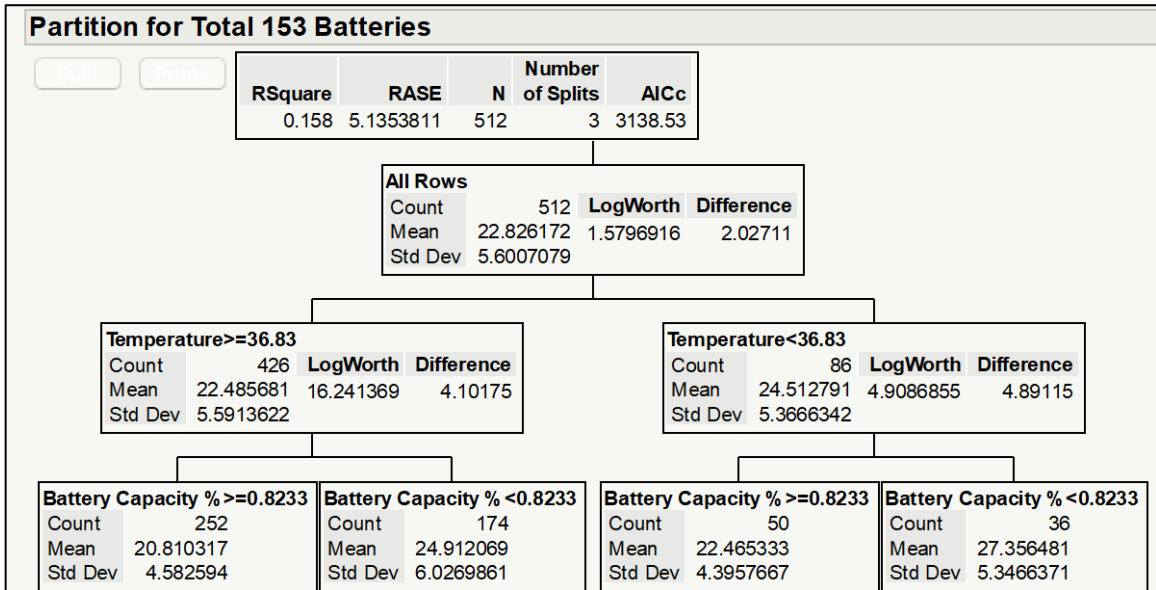 Partition for Total 153 Batteries
Split Prune
RSquare RASE N Number of Splits AICc
0.158 5.1353811 512 3 3138.53
All Rows
Count 512 LogWorth Difference
Mean 22.826172 1.5796916 2.02711
Std Dev 5.6007079
Temperature>=36.83
Count 426 LogWorth Difference
Mean 22.485681 16.241369 4.10175
Std Dev 5.5913622
Temperature<36.83
Count 86 LogWorth Difference
Mean 24.512791 4.9086855 4.89115
Std Dev 5.3666342
Battery Capacity %>=0.8233
Count 252
Mean 20.810317
Std Dev 4.582594
Battery Capacity %<0.8233
Count 174
Mean 24.912069
Std Dev 6.0269861
Battery Capacity %>=0.8233
Count 50
Mean 22.465333
Std Dev 4.3957667
Battery Capacity %<0.8233
Count 36
Mean 27.356481
Std Dev 5.3466371